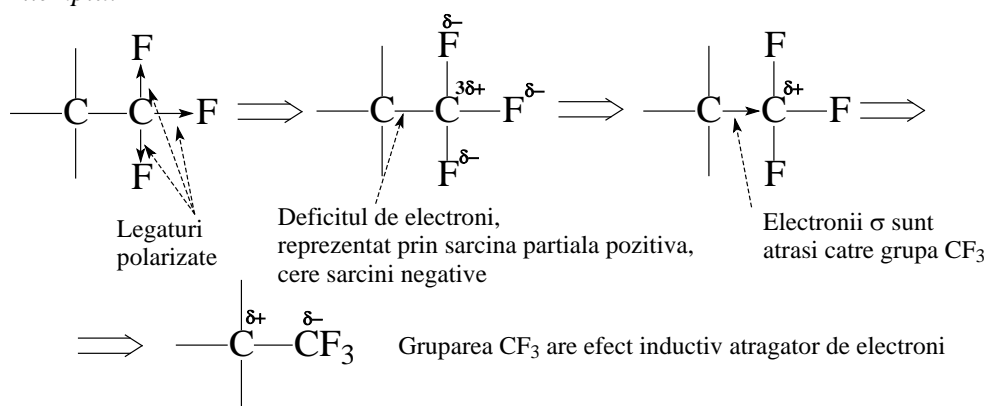 F
C C F
F
δ−
F
3δ+
C C F δ−
F δ−
F
δ+
C C F
F
Legaturi
polarizate
Deficitul de electroni,
reprezentat prin sarcina partiala pozitiva,
cere sarcini negative
Electronii σ sunt
atrasi catre grupa CF3
δ+ δ−
C CF3
Gruparea CF3 are efect inductiv atragator de electroni